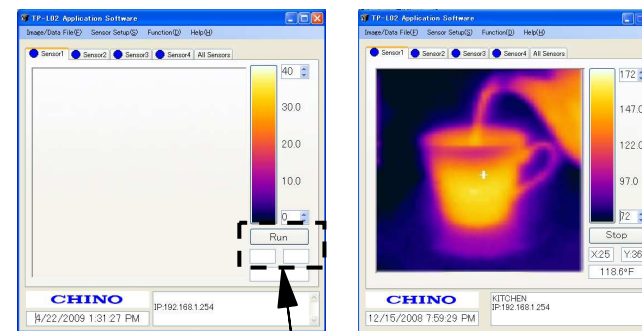 TP-L02 Application Software
Image/Data File(F) Sensor Setup(S) Function(D) Help(H)
Sensor1 Sensor2 Sensor3 Sensor4 All Sensors
40
30.0
20.0
10.0
0
Run
CHINO
4/22/2009 1:31:27 PM
IP:192.168.1.254
TP-L02 Application Software
Image/Data File(F) Sensor Setup(S) Function(D) Help(H)
Sensor1 Sensor2 Sensor3 Sensor4 All Sensors
172
147.0
122.0
97.0
72
Stop
X:25 Y:36
118.6°F
CHINO
12/15/2008 7:59:29 PM
KITCHEN
IP:192.168.1.254